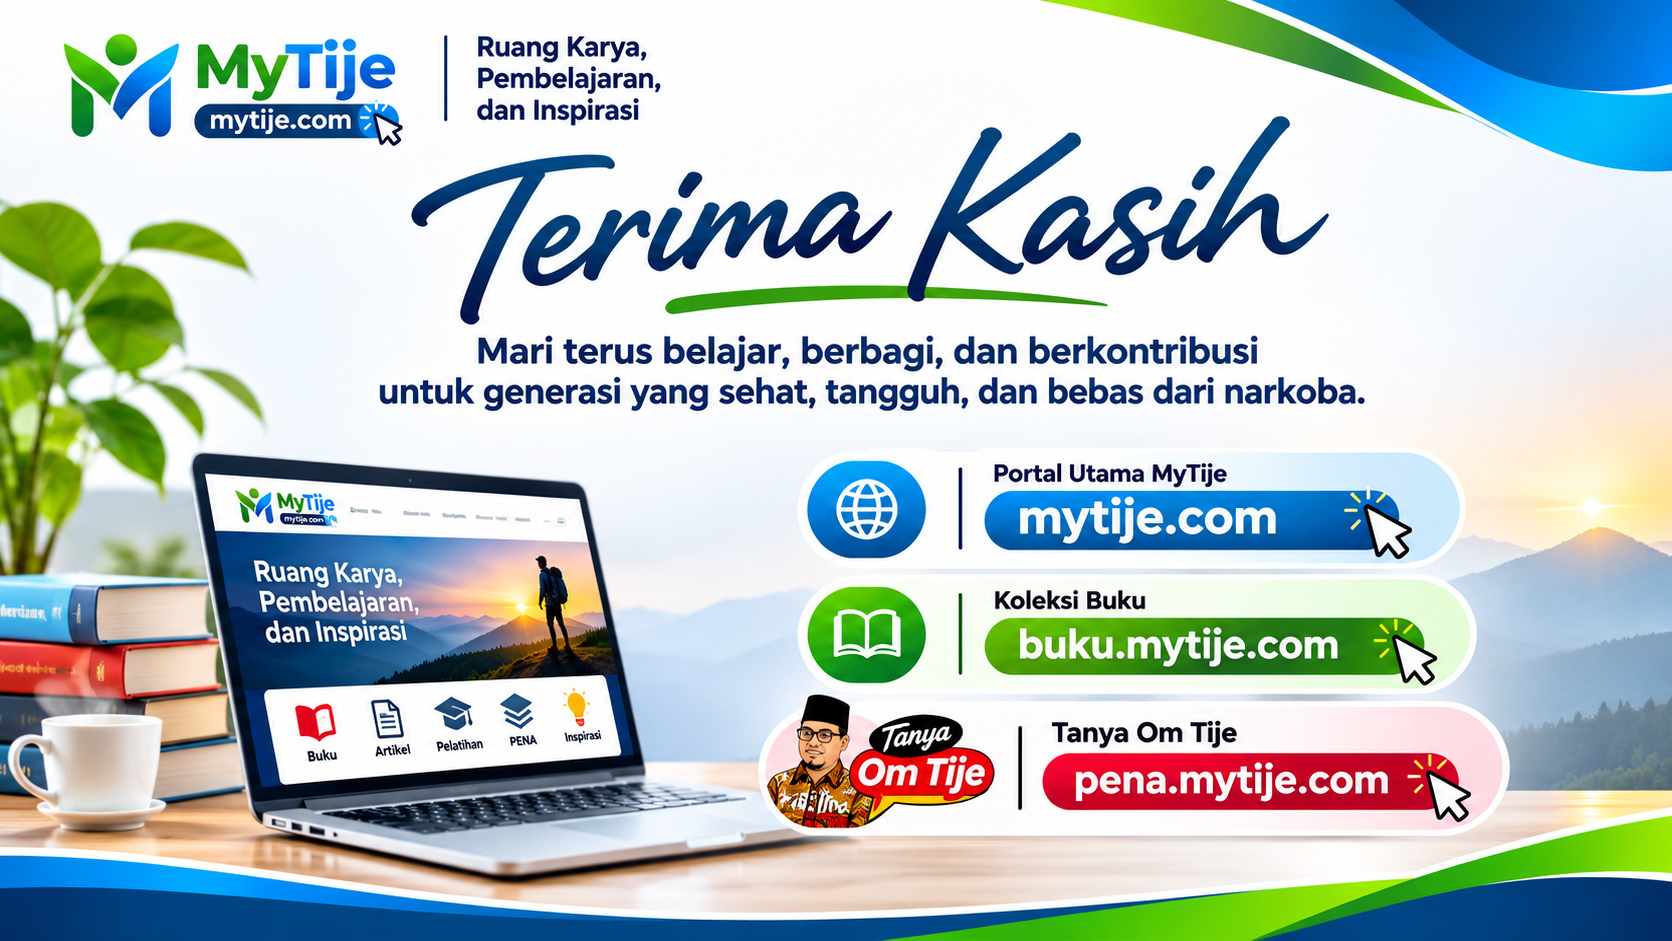 MyTije
mytije.com
Ruang Karya,
Pembelajaran,
dan Inspirasi
Terima Kasih
Mari terus belajar, berbagi, dan berkontribusi
untuk generasi yang sehat, tangguh, dan bebas dari narkoba.
MyTije
mytije.com
Ruang Karya,
Pembelajaran,
dan Inspirasi
Buku
Artikel
Pelatihan
PENA
Inspirasi
Portal Utama MyTije
mytije.com
Koleksi Buku
buku.mytije.com
Tanya
Om Tije
Tanya Om Tije
pena.mytije.com